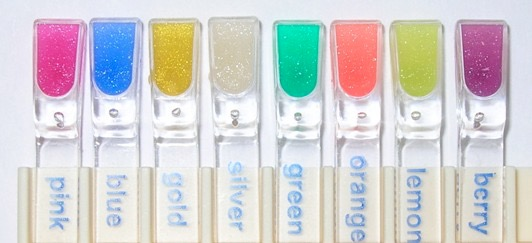 pink
blue
gold
silver
green
orange
lemon
berry